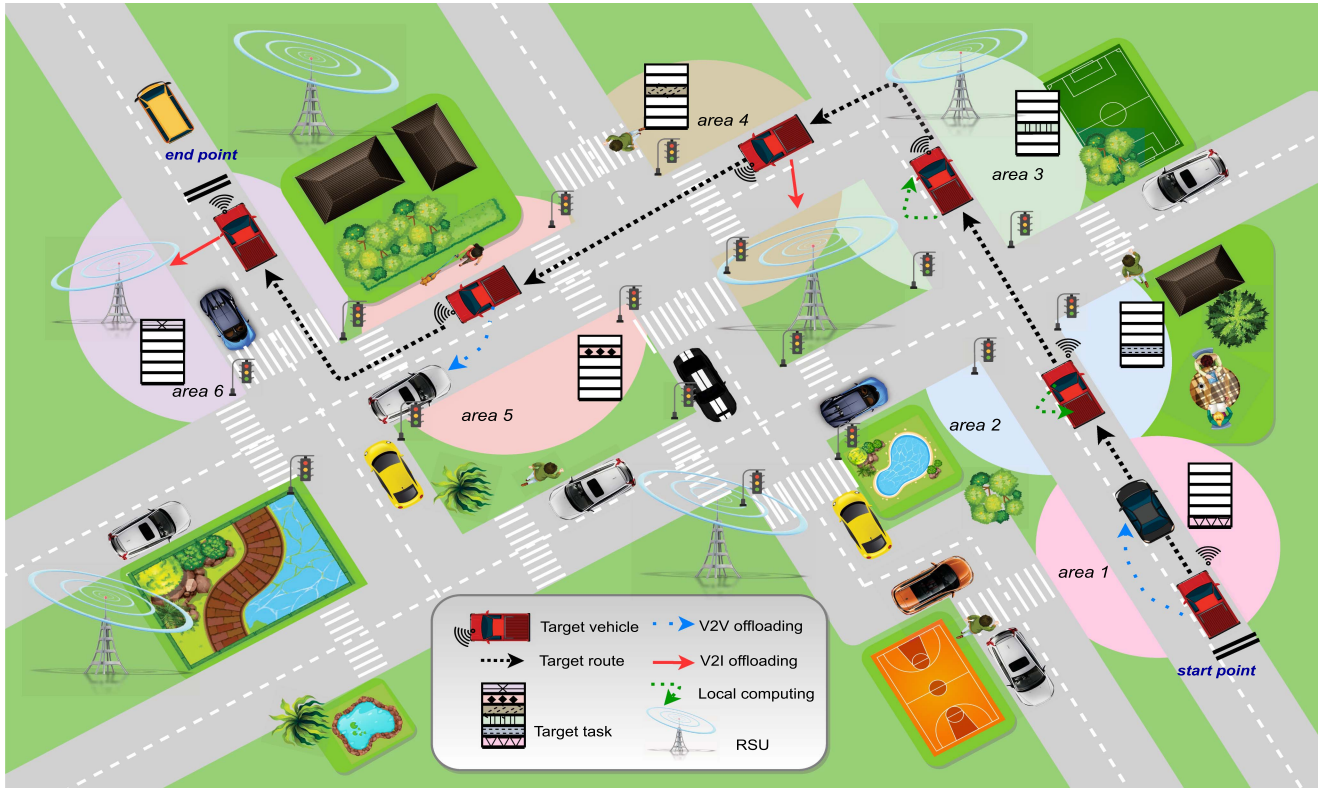 area 4
end point
area 3
area 6
area 5
area 2
area 1
start point
Target vehicle
V2V offloading
Target route
V2I offloading
Local computing
Target task
RSU